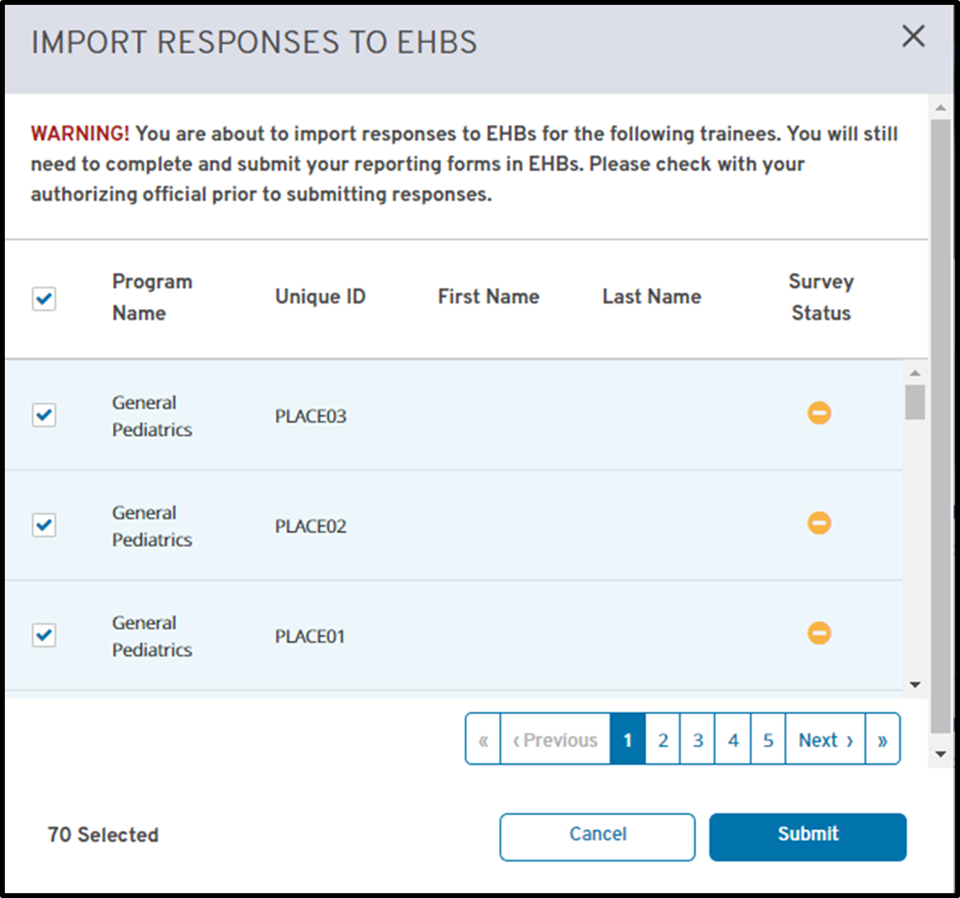 IMPORT RESPONSES TO EHBS
WARNING! You are about to import responses to EHBs for the following trainees. You will still
need to complete and submit your reporting forms in EHBs. Please check with your
authorizing official prior to submitting responses.
Program Name Unique ID First Name Last Name Survey Status
General Pediatrics PLACE03
General Pediatrics PLACE02
General Pediatrics PLACE01
« ‹ Previous 1 2 3 4 5 Next › »
70 Selected Cancel Submit